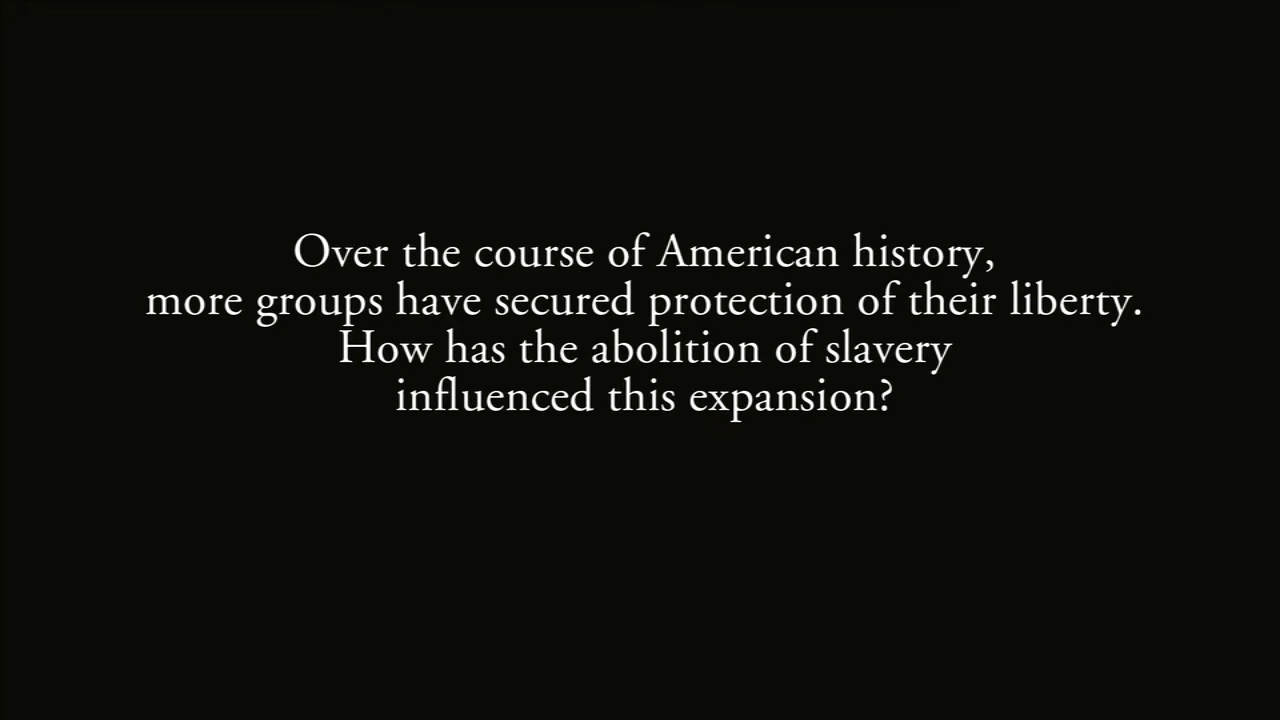 Over the course of American history,
more groups have secured protection of their liberty.
How has the abolition of slavery
influenced this expansion?